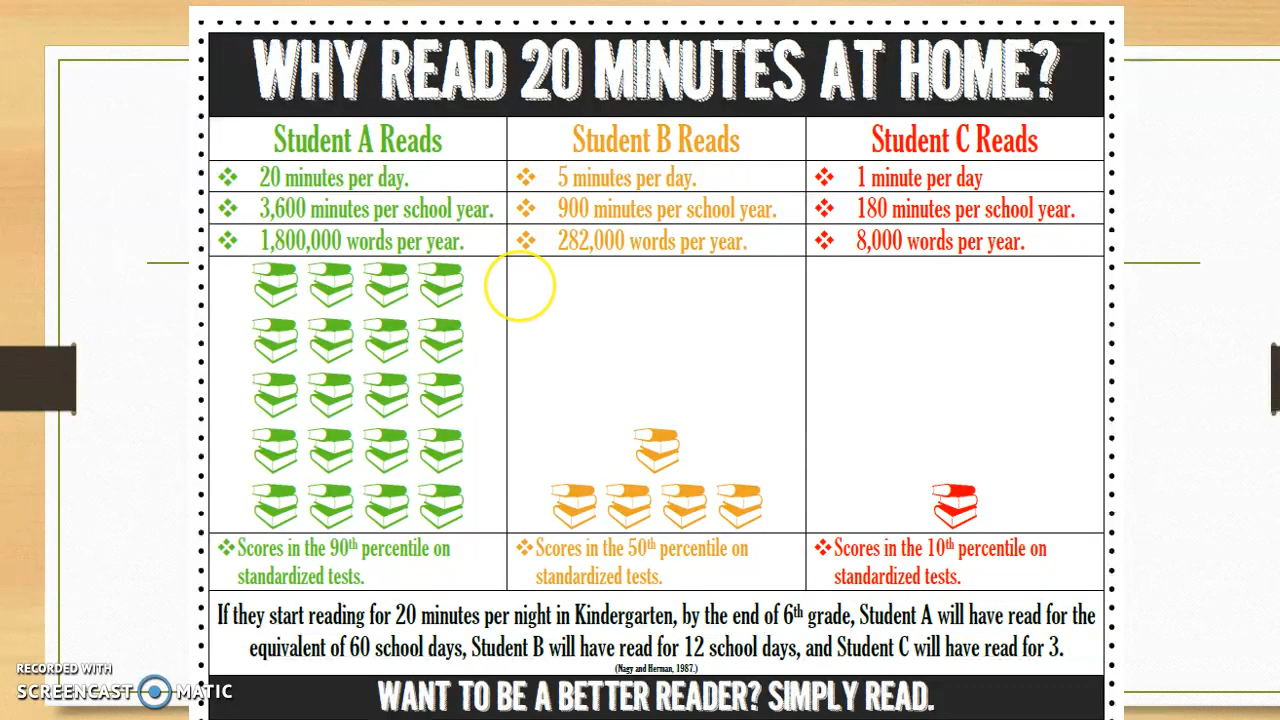 WHY READ 20 MINUTES AT HOME?
Student A Reads
20 minutes per day.
3,600 minutes per school year.
1,800,000 words per year.
Scores in the 90th percentile on
standardized tests.
Student B Reads
5 minutes per day.
900 minutes per school year.
282,000 words per year.
Scores in the 50th percentile on
standardized tests.
Student C Reads
1 minute per day
180 minutes per school year.
8,000 words per year.
Scores in the 10th percentile on
standardized tests.
If they start reading for 20 minutes per night in Kindergarten, by the end of 6th grade, Student A will have read for the
equivalent of 60 school days, Student B will have read for 12 school days, and Student C will have read for 3.
(Nagy and Herman, 1987.)
WANT TO BE A BETTER READER? SIMPLY READ.
RECORDED WITH
SCREENCAST MATIC